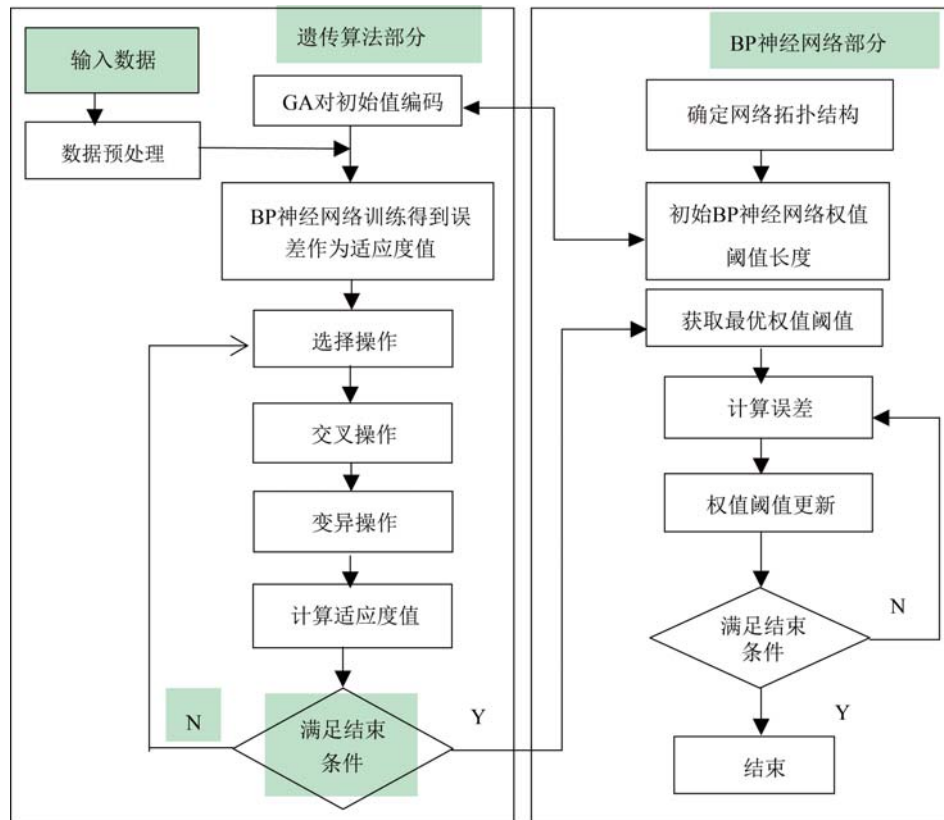 遗传算法部分
输入数据
GA对初始值编码
数据预处理
BP神经网络训练得到误
差作为适应度值
选择操作
交叉操作
变异操作
计算适应度值
满足结束
条件
N
Y
BP神经网络部分
确定网络拓扑结构
初始BP神经网络权值
阈值长度
获取最优权值阈值
计算误差
权值阈值更新
满足结束
条件
N
Y
结束